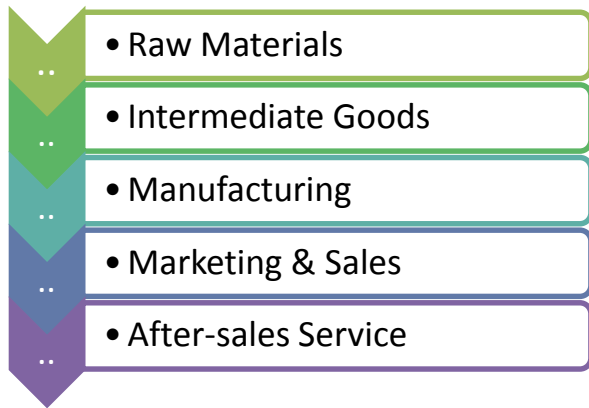 ..
• Raw Materials
..
• Intermediate Goods
..
• Manufacturing
..
• Marketing & Sales
..
• After-sales Service